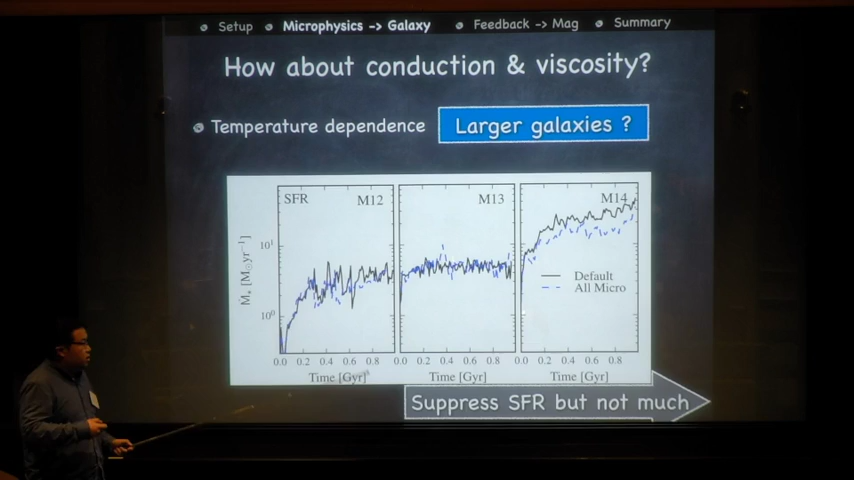 Setup Microphysics -> Galaxy Feedback -> Mag Summary
How about conduction & viscosity?
Temperature dependence Larger galaxies ?
SFR M12 M13 M14
10¹
Ṁ⋆ [M⊙yr⁻¹]
Default
All Micro
10⁰
0.0 0.2 0.4 0.6 0.8 0.0 0.2 0.4 0.6 0.8 0.0 0.2 0.4 0.6 0.8
Time [Gyr] Time [Gyr] Time [Gyr]
Suppress SFR but not much